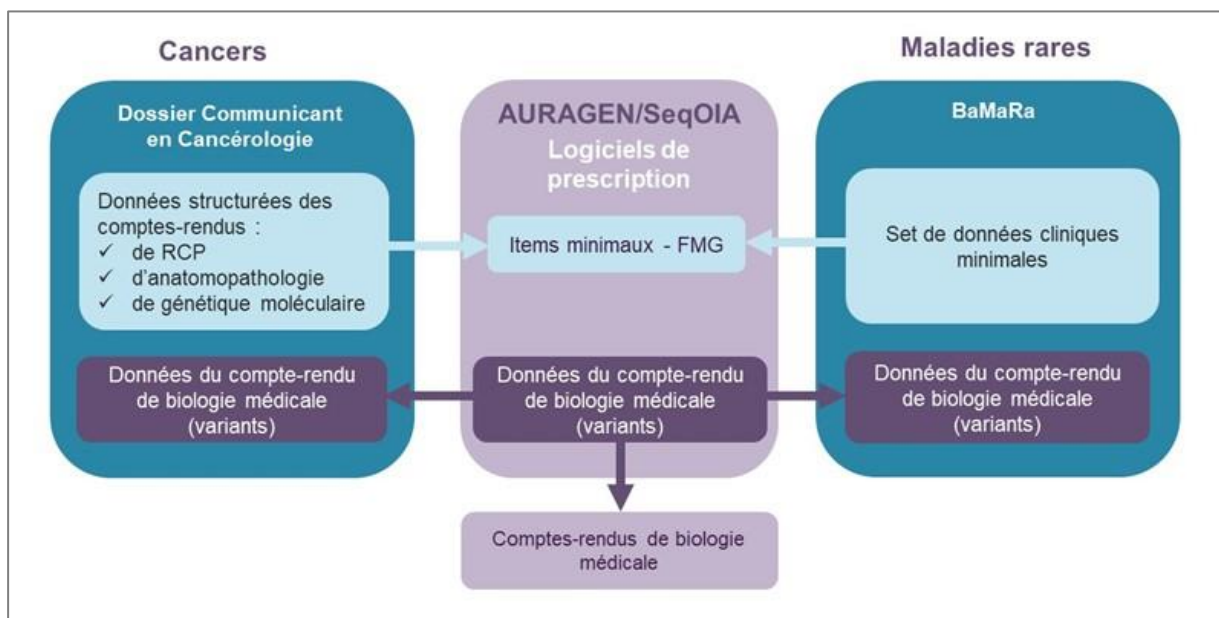 Cancers
Dossier Communicant
en Cancérologie
Données structurées des
comptes-rendus :
✓ de RCP
✓ d'anatomopathologie
✓ de génétique moléculaire
Données du compte-rendu
de biologie médicale
(variants)
AURAGEN/SeqOIA
Logiciels de
prescription
Items minimaux - FMG
Données du compte-rendu
de biologie médicale
(variants)
Comptes-rendus de biologie
médicale
Maladies rares
BaMaRa
Set de données cliniques
minimales
Données du compte-rendu
de biologie médicale
(variants)